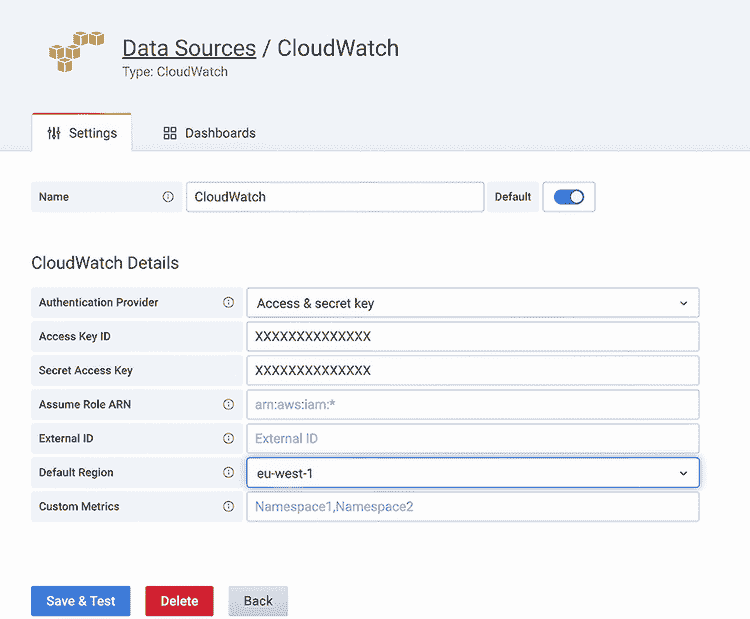 Data Sources / CloudWatch
Type: CloudWatch
Settings Dashboards
Name CloudWatch Default
CloudWatch Details
Authentication Provider Access & secret key
Access Key ID XXXXXXXXXXXXXX
Secret Access Key XXXXXXXXXXXXXX
Assume Role ARN arn:aws:iam:*
External ID External ID
Default Region eu-west-1
Custom Metrics Namespace1,Namespace2
Save & Test Delete Back